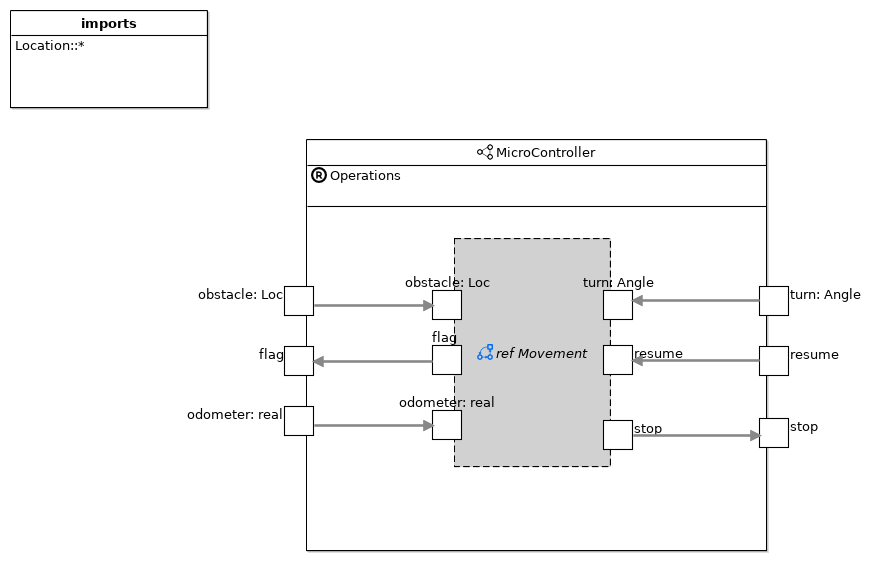 imports
Location::*
MicroController
R Operations
obstacle: Loc
flag
odometer: real
obstacle: Loc
flag
odometer: real
ref Movement
turn: Angle
resume
stop
turn: Angle
resume
stop